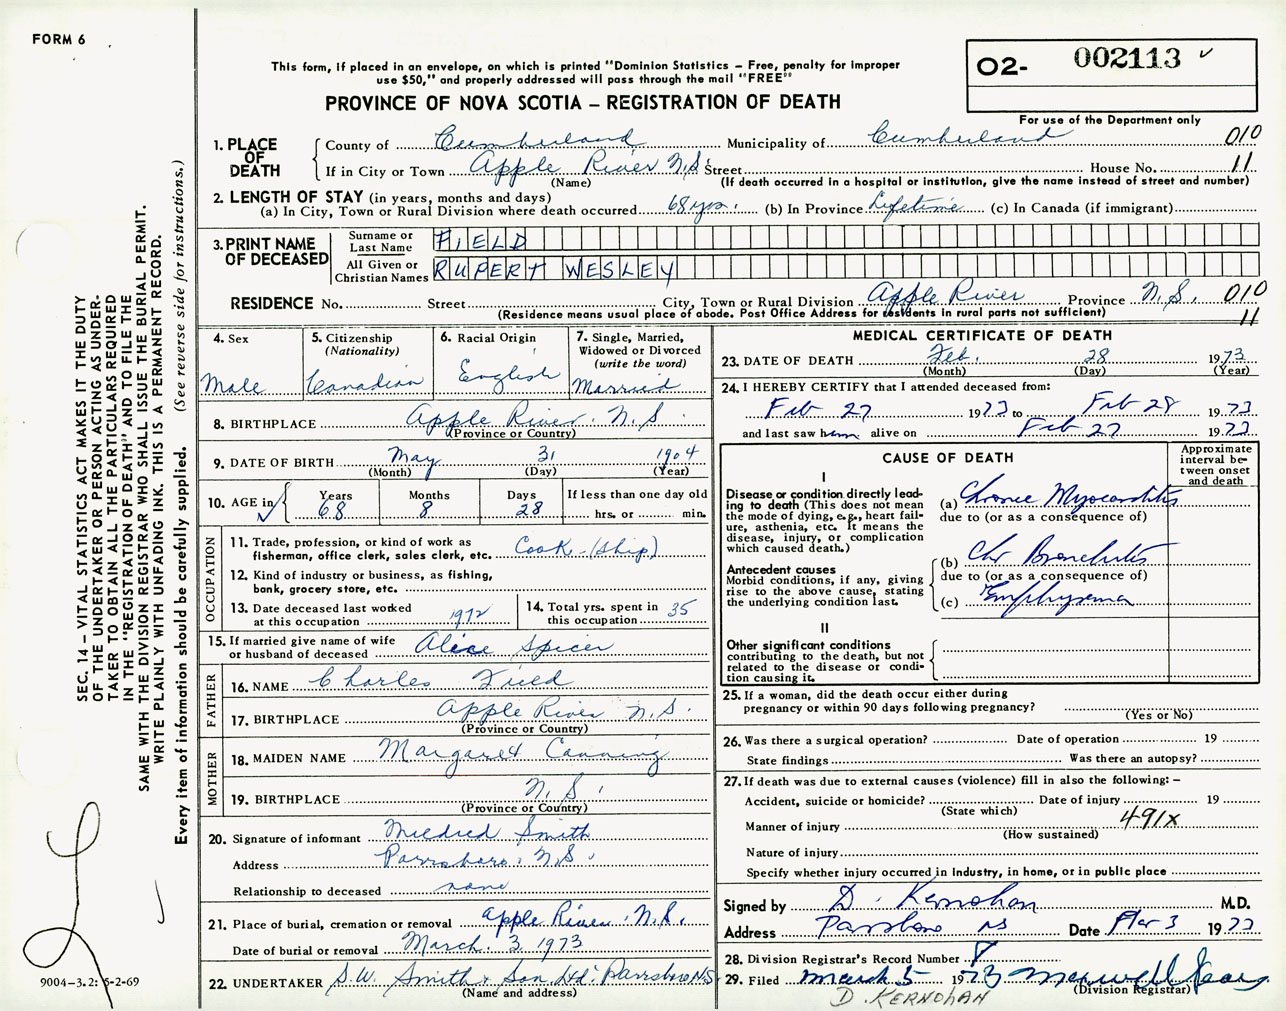 FORM 6
O2- 002113
This form, if placed in an envelope, on which is printed "Dominion Statistics – Free, penalty for improper
use $50," and properly addressed will pass through the mail "FREE"
PROVINCE OF NOVA SCOTIA – REGISTRATION OF DEATH
For use of the Department only
1. PLACE OF DEATH
County of Cumberland Municipality of Cumberland 010
If in City or Town Apple River N.S. Street House No. 11
(Name) (If death occurred in a hospital or institution, give the name instead of street and number)
2. LENGTH OF STAY (in years, months and days)
(a) In City, Town or Rural Division where death occurred 68 yrs. (b) In Province Lifetime (c) In Canada (if immigrant)
3. PRINT NAME OF DECEASED
Surname or Last Name FIELD
All Given or Christian Names RUPERT WESLEY
RESIDENCE No. Street City, Town or Rural Division Apple River Province N.S. 010
(Residence means usual place of abode. Post Office Address for residents in rural parts not sufficient) 11
4. Sex Male
5. Citizenship (Nationality) Canadian
6. Racial Origin English
7. Single, Married, Widowed or Divorced (write the word) Married
8. BIRTHPLACE Apple River. N.S.
(Province or Country)
9. DATE OF BIRTH May 31 1904
(Month) (Day) (Year)
10. AGE in Years 68 Months 8 Days 28 If less than one day old hrs. or min.
OCCUPATION
11. Trade, profession, or kind of work as
fisherman, office clerk, sales clerk, etc. Cook - (ship)
12. Kind of industry or business, as fishing,
bank, grocery store, etc.
13. Date deceased last worked at this occupation 1972
14. Total yrs. spent in this occupation 35
15. If married give name of wife
or husband of deceased Alice Spicer
FATHER
16. NAME Charles Field
17. BIRTHPLACE Apple River N.S.
(Province or Country)
MOTHER
18. MAIDEN NAME Margaret Canning
19. BIRTHPLACE N.S.
(Province or Country)
20. Signature of informant Mildred Smith
Address Parrsboro, N.S.
Relationship to deceased none
21. Place of burial, cremation or removal Apple River. N.S.
Date of burial or removal March. 3, 1973
22. UNDERTAKER S.W. Smith & Son Ltd. Parrsboro N.S
(Name and address)
MEDICAL CERTIFICATE OF DEATH
23. DATE OF DEATH Feb. 28 1973
(Month) (Day) (Year)
24. I HEREBY CERTIFY that I attended deceased from:
Feb 27 1973 to Feb 28 1973
and last saw him alive on Feb 27 1973
CAUSE OF DEATH
Approximate interval between onset and death
I
Disease or condition directly leading to death (This does not mean the mode of dying, e.g., heart failure, asthenia, etc. It means the disease, injury, or complication which caused death.)
(a) Chronic Myocarditis
due to (or as a consequence of)
Antecedent causes
Morbid conditions, if any, giving rise to the above cause, stating the underlying condition last.
(b) Chr Bronchitis
due to (or as a consequence of)
(c) Emphysema
II
Other significant conditions
contributing to the death, but not related to the disease or condition causing it.
25. If a woman, did the death occur either during
pregnancy or within 90 days following pregnancy?
(Yes or No)
26. Was there a surgical operation? Date of operation 19
State findings Was there an autopsy?
27. If death was due to external causes (violence) fill in also the following: –
Accident, suicide or homicide? Date of injury 19
(State which)
Manner of injury 491x
(How sustained)
Nature of injury
Specify whether injury occurred in Industry, in home, or in public place
Signed by D. Kernohan M.D.
Address Parrsboro NS Date Mar 3 1973
28. Division Registrar's Record Number 8
29. Filed March 5 1973
(Division Registrar)
D. KERNOHAN
SEC. 14 – VITAL STATISTICS ACT MAKES IT THE DUTY
OF THE UNDERTAKER OR PERSON ACTING AS UNDER-
TAKER TO OBTAIN ALL THE PARTICULARS REQUIRED
IN THE "REGISTRATION OF DEATH" AND TO FILE THE
SAME WITH THE DIVISION REGISTRAR WHO SHALL ISSUE THE BURIAL PERMIT.
WRITE PLAINLY WITH UNFADING INK. THIS IS A PERMANENT RECORD.
Every item of information should be carefully supplied. (See reverse side for instructions.)
9004-3.2: 6-2-69